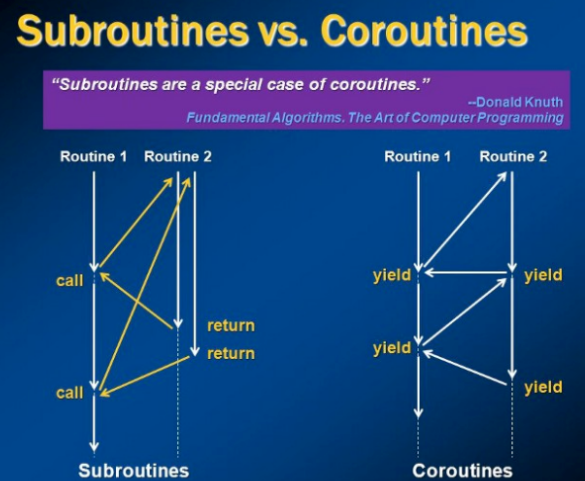 Subroutines vs. Coroutines
“Subroutines are a special case of coroutines.”
--Donald Knuth
Fundamental Algorithms. The Art of Computer Programming
Routine 1 Routine 2
call
return
return
call
Subroutines
Routine 1 Routine 2
yield yield
yield
yield
Coroutines